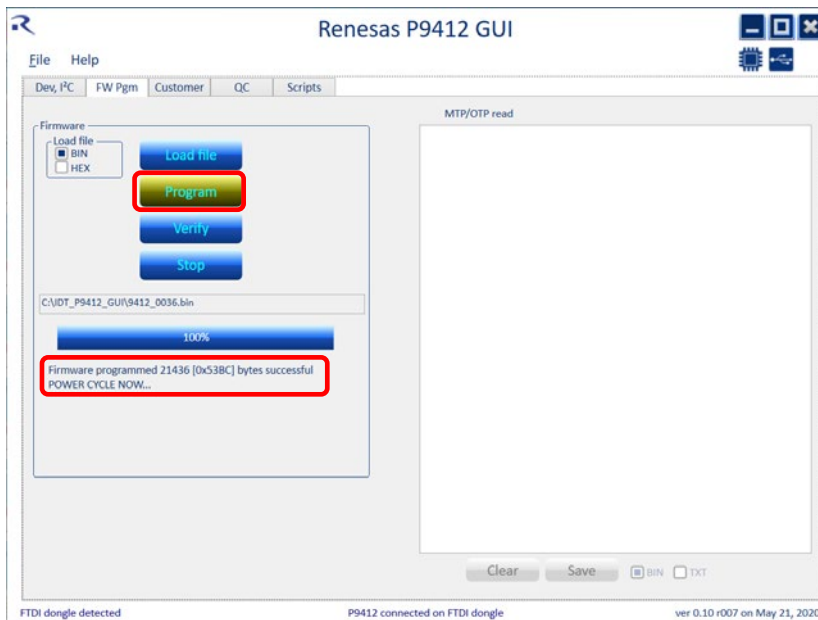 Renesas P9412 GUI
File Help
Dev, I²C FW Pgm Customer QC Scripts
MTP/OTP read
Firmware
Load file
BIN
HEX
Load file
Program
Verify
Stop
C:\IDT_P9412_GUI\9412_0036.bin
100%
Firmware programmed 21436 [0x53BC] bytes successful
POWER CYCLE NOW...
Clear Save BIN TXT
FTDI dongle detected P9412 connected on FTDI dongle ver 0.10 r007 on May 21, 2020